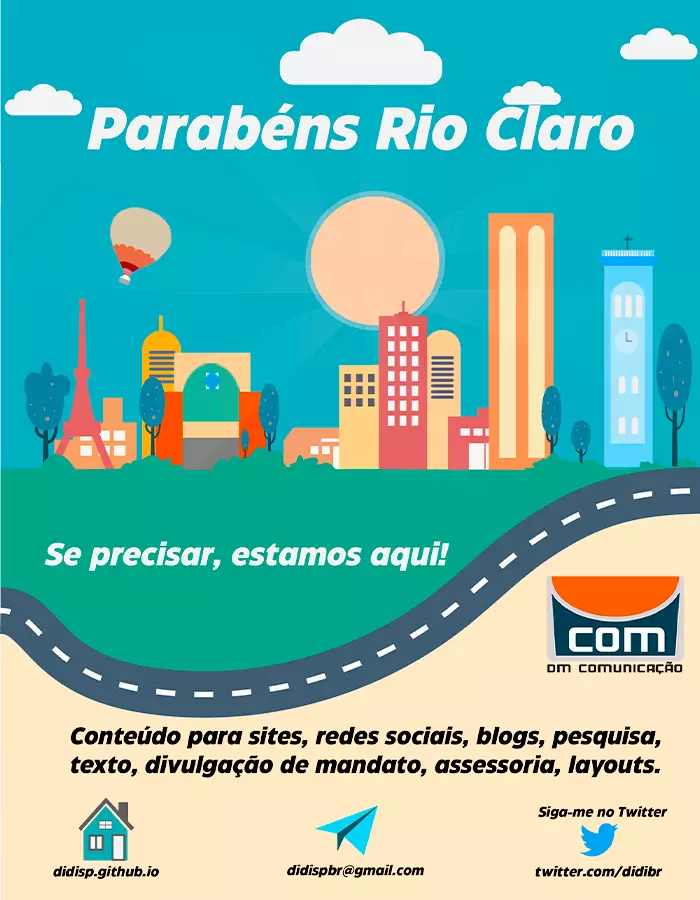 Parabéns Rio Claro
Se precisar, estamos aqui!
com
DM COMUNICAÇÃO
Conteúdo para sites, redes sociais, blogs, pesquisa,
texto, divulgação de mandato, assessoria, layouts.
Siga-me no Twitter
didisp.github.io
didispbr@gmail.com
twitter.com/didibr